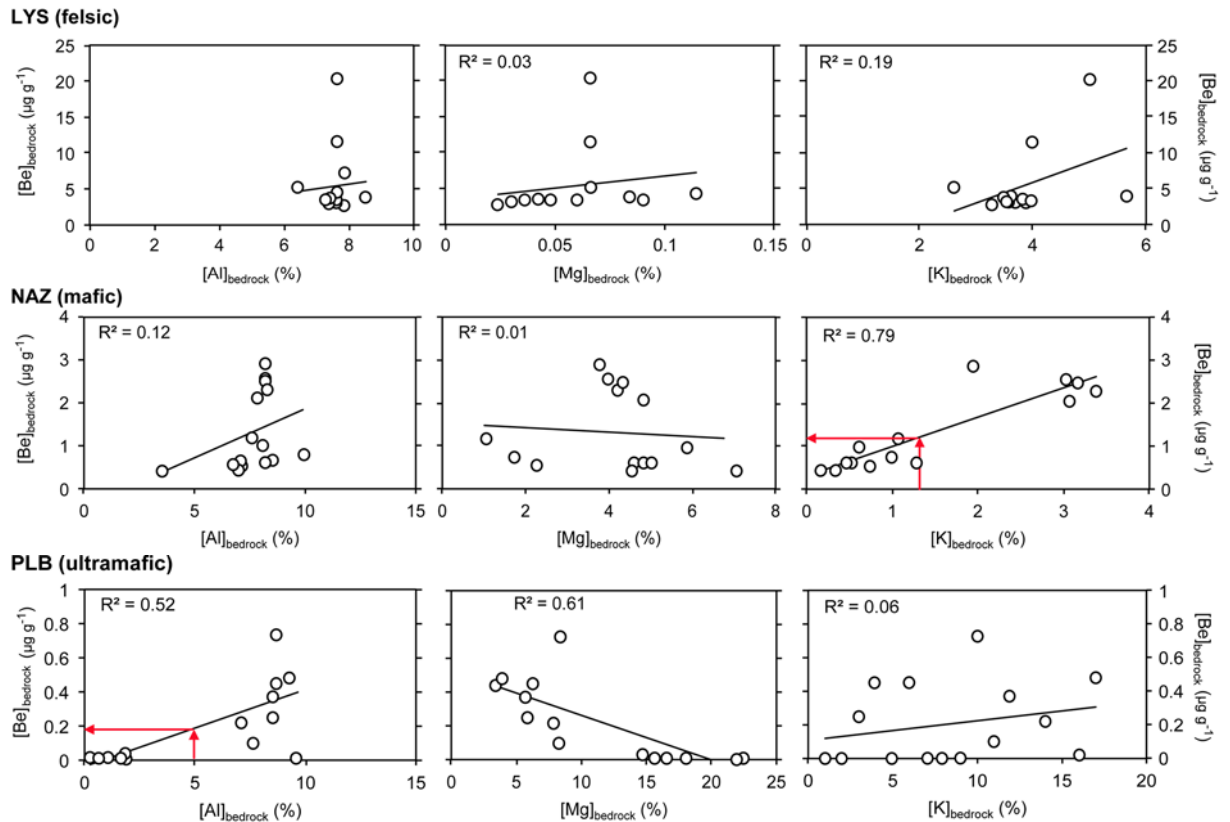 LYS (felsic)
25
20
15
10
5
0
[Be]bedrock (µg g-1)
0 2 4 6 8 10
[Al]bedrock (%)
R² = 0.03
0 0.05 0.1 0.15
[Mg]bedrock (%)
R² = 0.19
25
20
15
10
5
0
[Be]bedrock (µg g-1)
0 2 4 6
[K]bedrock (%)
NAZ (mafic)
4
3
2
1
0
[Be]bedrock (µg g-1)
R² = 0.12
0 5 10 15
[Al]bedrock (%)
R² = 0.01
0 2 4 6 8
[Mg]bedrock (%)
R² = 0.79
4
3
2
1
0
[Be]bedrock (µg g-1)
0 1 2 3 4
[K]bedrock (%)
PLB (ultramafic)
1
0.8
0.6
0.4
0.2
0
[Be]bedrock (µg g-1)
R² = 0.52
0 5 10 15
[Al]bedrock (%)
R² = 0.61
0 5 10 15 20 25
[Mg]bedrock (%)
R² = 0.06
1
0.8
0.6
0.4
0.2
0
[Be]bedrock (µg g-1)
0 5 10 15 20
[K]bedrock (%)